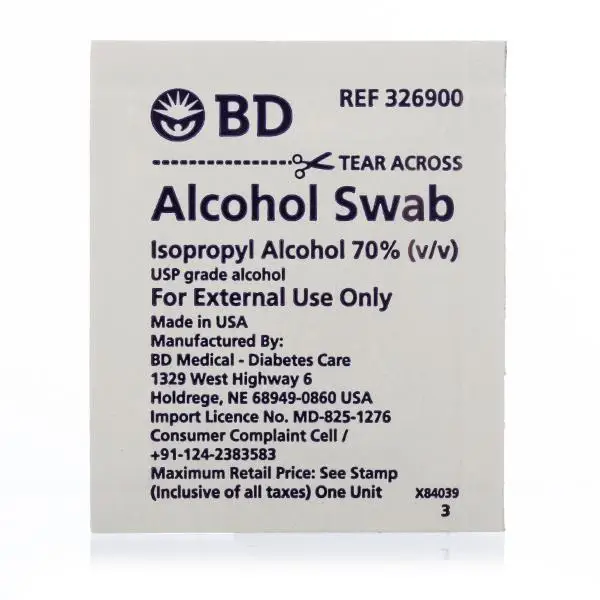 BD
REF 326900
TEAR ACROSS
Alcohol Swab
Isopropyl Alcohol 70% (v/v)
USP grade alcohol
For External Use Only
Made in USA
Manufactured By:
BD Medical - Diabetes Care
1329 West Highway 6
Holdrege, NE 68949-0860 USA
Import Licence No. MD-825-1276
Consumer Complaint Cell /
+91-124-2383583
Maximum Retail Price: See Stamp
(Inclusive of all taxes) One Unit
X84039
3